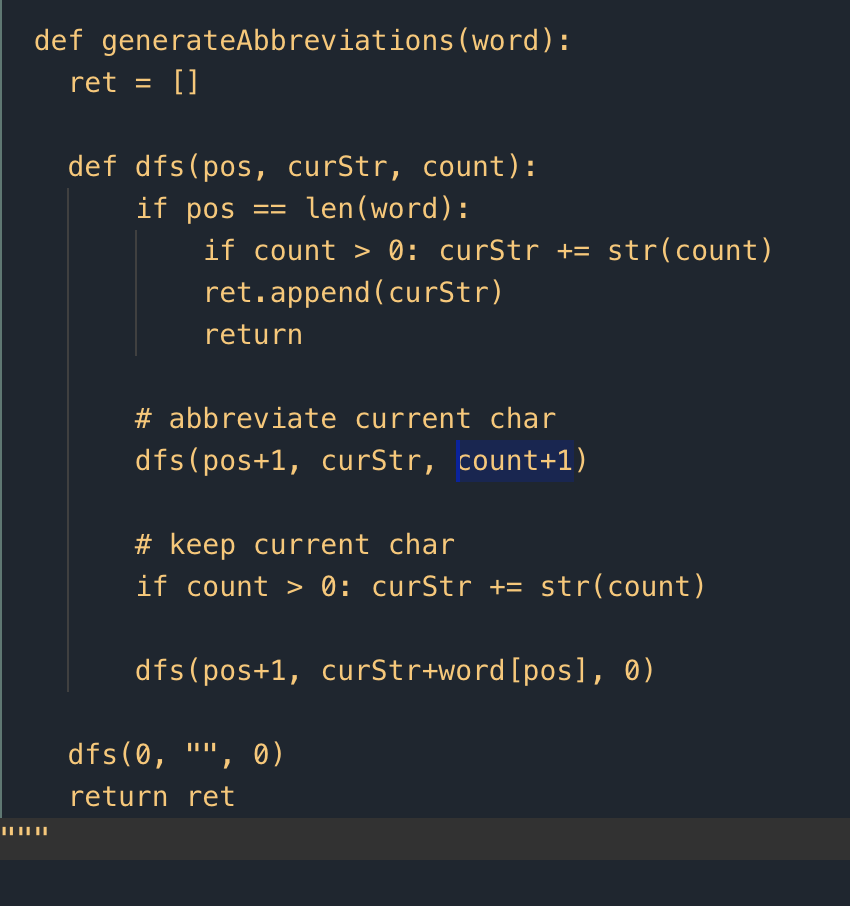 def generateAbbreviations(word):
  ret = []
  def dfs(pos, curStr, count):
      if pos == len(word):
          if count > 0: curStr += str(count)
          ret.append(curStr)
          return
      # abbreviate current char
      dfs(pos+1, curStr, count+1)
      # keep current char
      if count > 0: curStr += str(count)
      dfs(pos+1, curStr+word[pos], 0)
  dfs(0, "", 0)
  return ret
"""